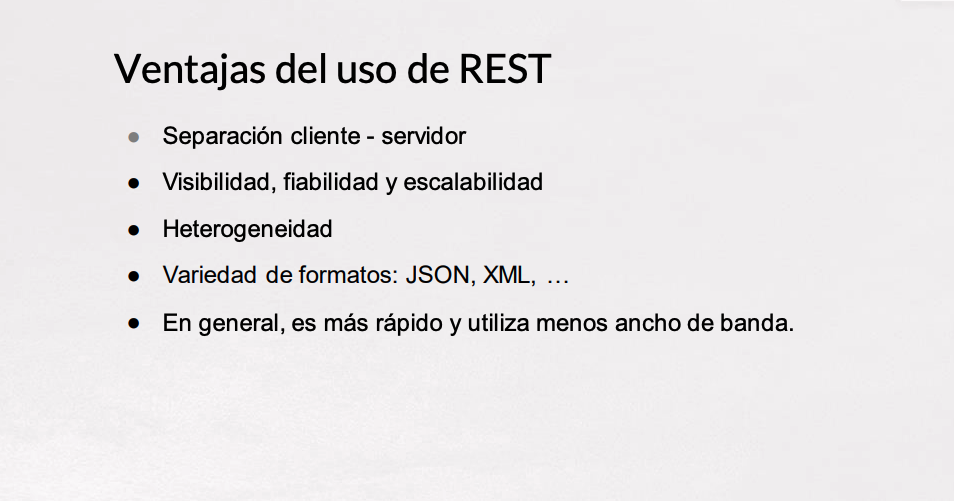 Ventajas del uso de REST
● Separación cliente - servidor
● Visibilidad, fiabilidad y escalabilidad
● Heterogeneidad
● Variedad de formatos: JSON, XML, …
● En general, es más rápido y utiliza menos ancho de banda.